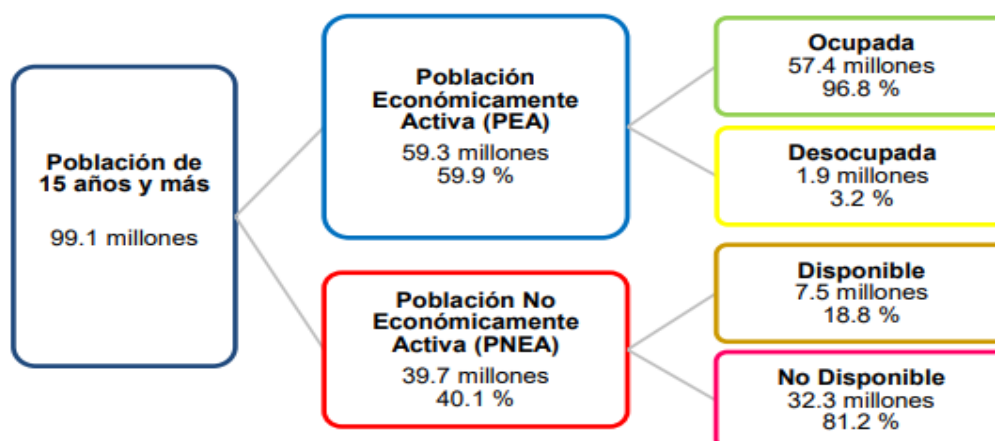 Población de
15 años y más
99.1 millones
Población
Económicamente
Activa (PEA)
59.3 millones
59.9 %
Ocupada
57.4 millones
96.8 %
Desocupada
1.9 millones
3.2 %
Población No
Económicamente
Activa (PNEA)
39.7 millones
40.1 %
Disponible
7.5 millones
18.8 %
No Disponible
32.3 millones
81.2 %